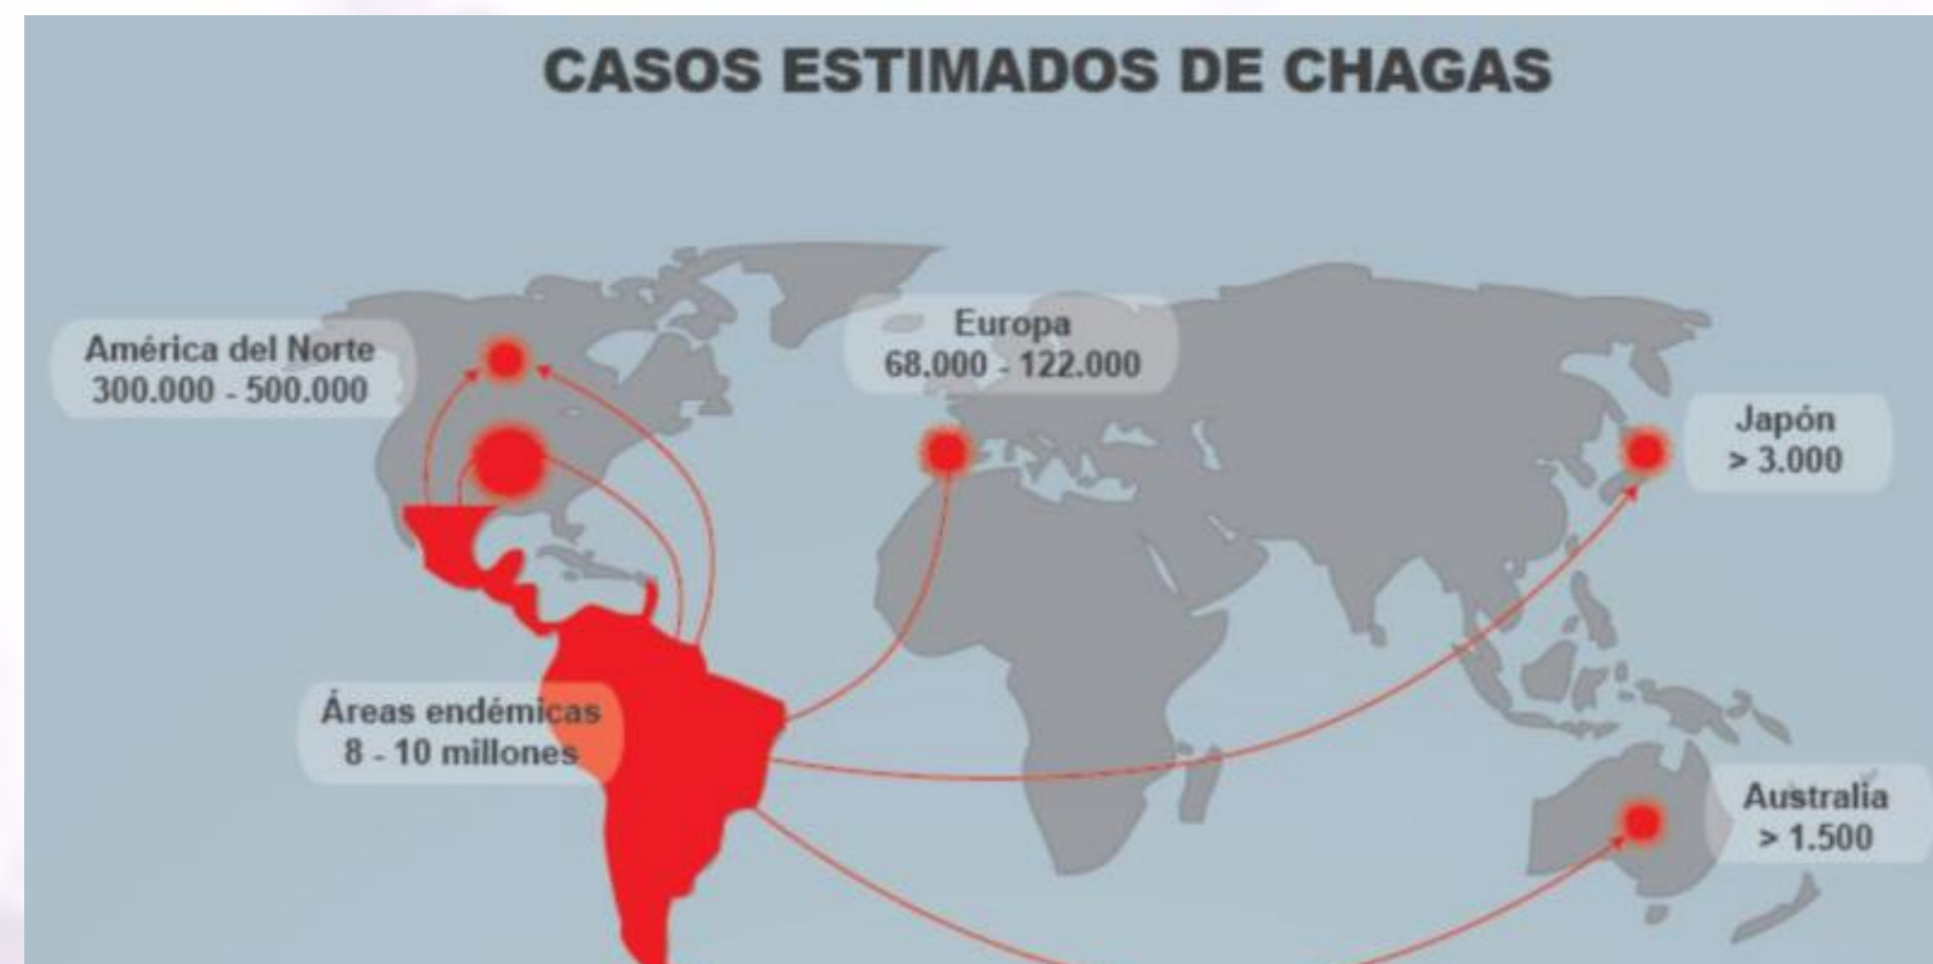 CASOS ESTIMADOS DE CHAGAS
América del Norte
300.000 - 500.000
Europa
68.000 - 122.000
Japón
> 3.000
Áreas endémicas
8 - 10 millones
Australia
> 1.500